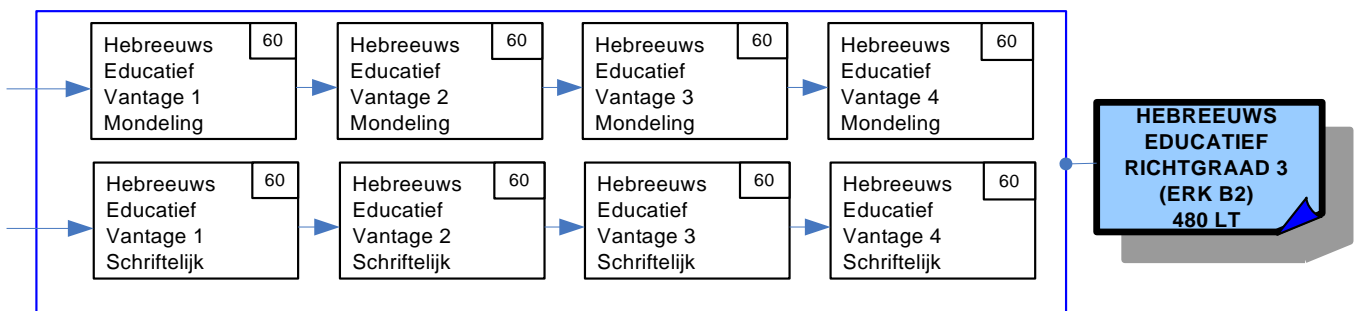 Hebreeuws
Educatief
Vantage 1
Mondeling
60
Hebreeuws
Educatief
Vantage 2
Mondeling
60
Hebreeuws
Educatief
Vantage 3
Mondeling
60
Hebreeuws
Educatief
Vantage 4
Mondeling
60
Hebreeuws
Educatief
Vantage 1
Schriftelijk
60
Hebreeuws
Educatief
Vantage 2
Schriftelijk
60
Hebreeuws
Educatief
Vantage 3
Schriftelijk
60
Hebreeuws
Educatief
Vantage 4
Schriftelijk
60
HEBREEUWS
EDUCATIEF
RICHTGRAAD 3
(ERK B2)
480 LT